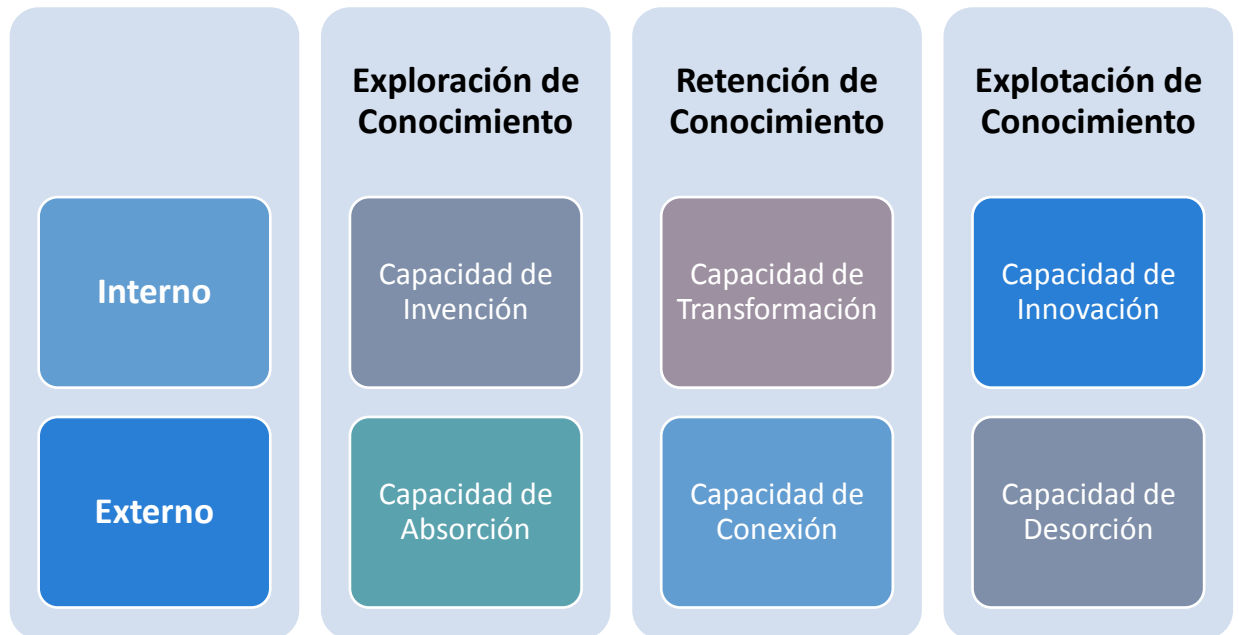 Exploración de
Conocimiento
Retención de
Conocimiento
Explotación de
Conocimiento
Interno
Capacidad de
Invención
Capacidad de
Transformación
Capacidad de
Innovación
Externo
Capacidad de
Absorción
Capacidad de
Conexión
Capacidad de
Desorción